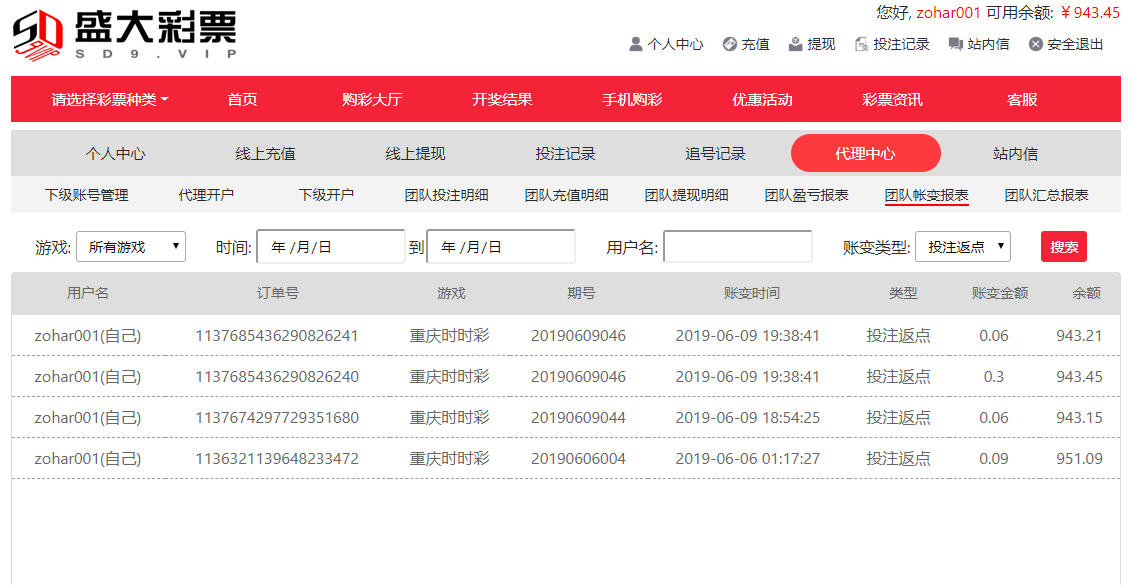 盛大彩票
SD9.VIP
您好, zohar001 可用余额: ￥943.45
个人中心 充值 提现 投注记录 站内信 安全退出
请选择彩票种类 首页 购彩大厅 开奖结果 手机购彩 优惠活动 彩票资讯 客服
个人中心 线上充值 线上提现 投注记录 追号记录 代理中心 站内信
下级账号管理 代理开户 下级开户 团队投注明细 团队充值明细 团队提现明细 团队盈亏报表 团队帐变报表 团队汇总报表
游戏: 所有游戏 时间: 年 /月/日 到 年 /月/日 用户名: 账变类型: 投注返点 搜索
用户名 订单号 游戏 期号 账变时间 类型 账变金额 余额
zohar001(自己) 1137685436290826241 重庆时时彩 20190609046 2019-06-09 19:38:41 投注返点 0.06 943.21
zohar001(自己) 1137685436290826240 重庆时时彩 20190609046 2019-06-09 19:38:41 投注返点 0.3 943.45
zohar001(自己) 1137674297729351680 重庆时时彩 20190609044 2019-06-09 18:54:25 投注返点 0.06 943.15
zohar001(自己) 1136321139648233472 重庆时时彩 20190606004 2019-06-06 01:17:27 投注返点 0.09 951.09